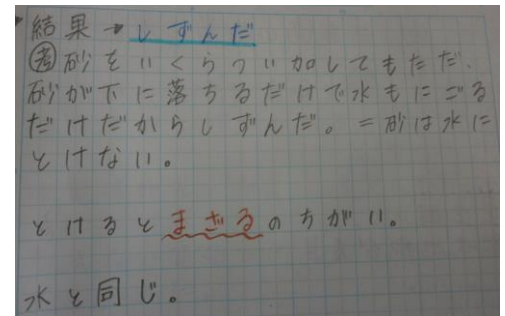 結果→しずんだ
考砂をいくらつい加してもただ、
砂が下に落ちるだけで水もにごる
だけだからしずんだ。=砂は水に
とけない。
とけるとまざるのちがい。
水と同じ。